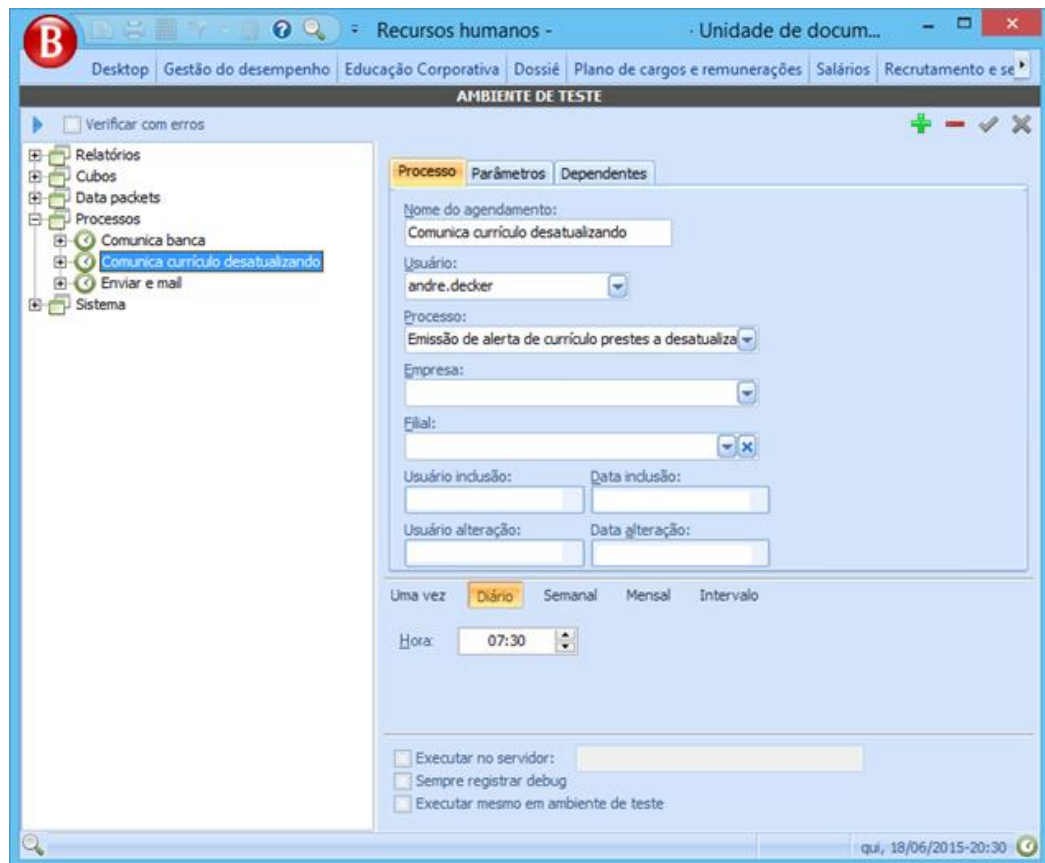 B Recursos humanos - · Unidade de docum...
Desktop Gestão do desempenho Educação Corporativa Dossiê Plano de cargos e remunerações Salários Recrutamento e se
AMBIENTE DE TESTE
Verificar com erros
Relatórios
Cubos
Data packets
Processos
Comunica banca
Comunica currículo desatualizando
Enviar e mail
Sistema
Processo Parâmetros Dependentes
Nome do agendamento:
Comunica currículo desatualizando
Usuário:
andre.decker
Processo:
Emissão de alerta de currículo prestes a desatualiza
Empresa:
Filial:
Usuário inclusão: Data inclusão:
Usuário alteração: Data alteração:
Uma vez Diário Semanal Mensal Intervalo
Hora: 07:30
Executar no servidor:
Sempre registrar debug
Executar mesmo em ambiente de teste
qui, 18/06/2015-20:30